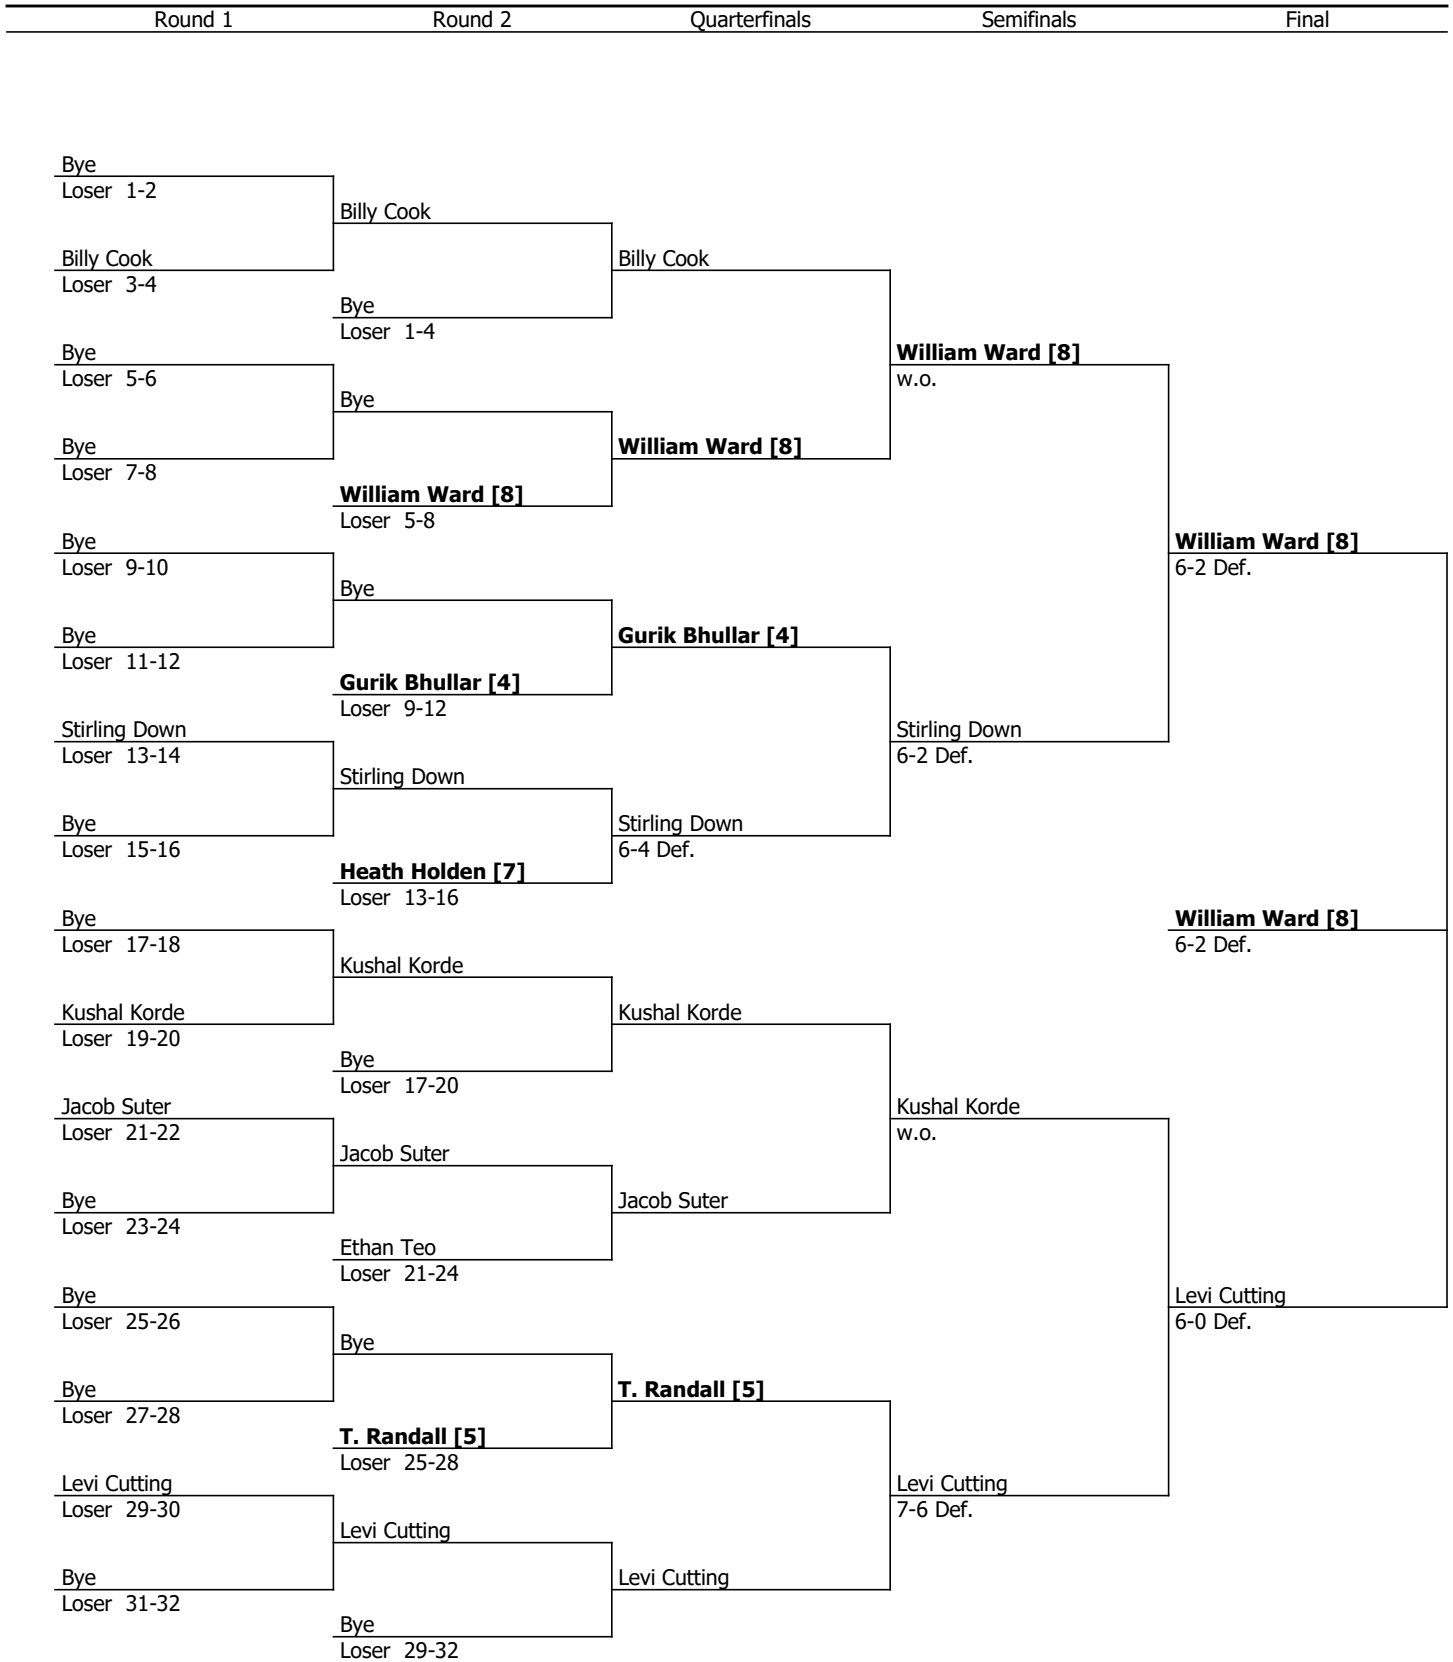 Round 1 Round 2 Quarterfinals Semifinals Final
Bye
Loser 1-2
Billy Cook
Billy Cook Billy Cook
Loser 3-4
Bye
Loser 1-4
Bye William Ward [8]
Loser 5-6 w.o.
Bye
Bye William Ward [8]
Loser 7-8
William Ward [8]
Loser 5-8
Bye William Ward [8]
Loser 9-10 6-2 Def.
Bye
Bye Gurik Bhullar [4]
Loser 11-12
Gurik Bhullar [4]
Loser 9-12
Stirling Down Stirling Down
Loser 13-14 6-2 Def.
Stirling Down
Bye Stirling Down
Loser 15-16 6-4 Def.
Heath Holden [7]
Loser 13-16
Bye William Ward [8]
Loser 17-18 6-2 Def.
Kushal Korde
Kushal Korde Kushal Korde
Loser 19-20
Bye
Loser 17-20
Jacob Suter Kushal Korde
Loser 21-22 w.o.
Jacob Suter
Bye Jacob Suter
Loser 23-24
Ethan Teo
Loser 21-24
Bye Levi Cutting
Loser 25-26 6-0 Def.
Bye
Bye T. Randall [5]
Loser 27-28
T. Randall [5]
Loser 25-28
Levi Cutting Levi Cutting
Loser 29-30 7-6 Def.
Levi Cutting
Bye Levi Cutting
Loser 31-32
Bye
Loser 29-32